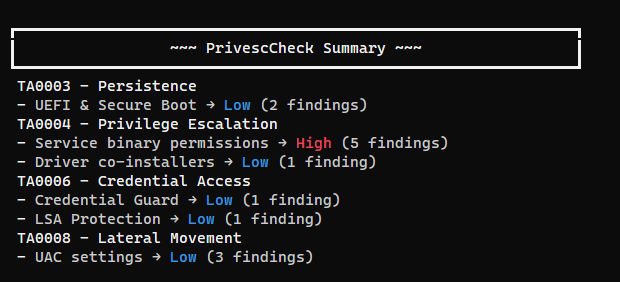 ~~~ PrivescCheck Summary ~~~
TA0003 - Persistence
- UEFI & Secure Boot → Low (2 findings)
TA0004 - Privilege Escalation
- Service binary permissions → High (5 findings)
- Driver co-installers → Low (1 finding)
TA0006 - Credential Access
- Credential Guard → Low (1 finding)
- LSA Protection → Low (1 finding)
TA0008 - Lateral Movement
- UAC settings → Low (3 findings)